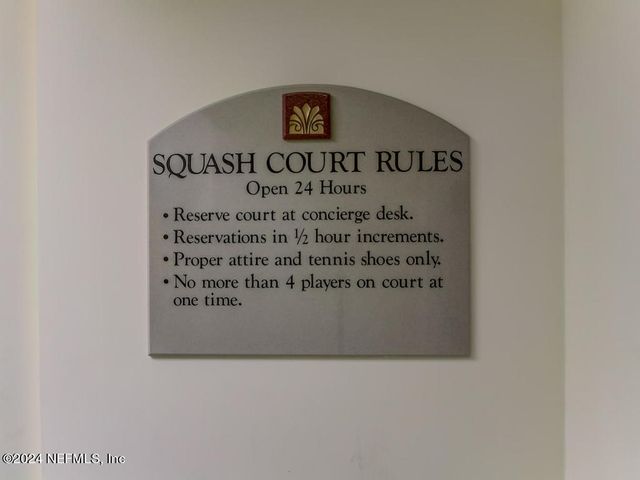 SQUASH COURT RULES
Open 24 Hours
• Reserve court at concierge desk.
• Reservations in ½ hour increments.
• Proper attire and tennis shoes only.
• No more than 4 players on court at
one time.
©2024 NEFMLS, Inc